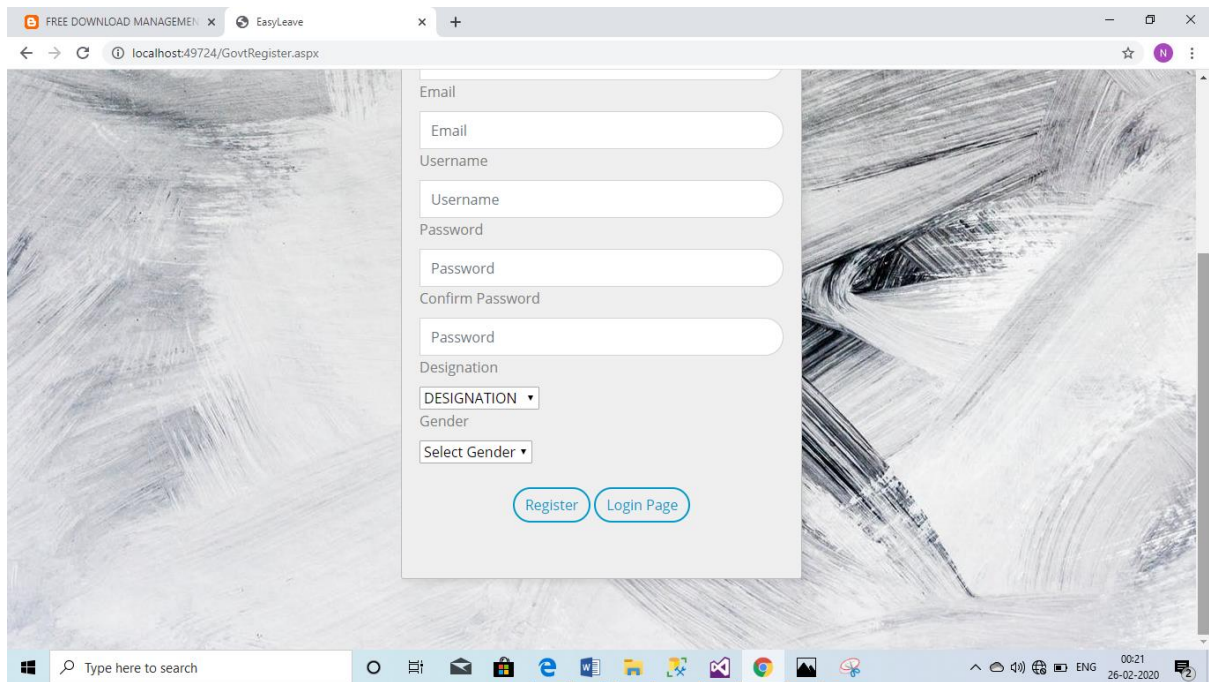 FREE DOWNLOAD MANAGEMEN
EasyLeave
localhost:49724/GovtRegister.aspx
N
Email
Email
Username
Username
Password
Password
Confirm Password
Password
Designation
DESIGNATION
Gender
Select Gender
Register Login Page
Type here to search
ENG
00:21
26-02-2020
2